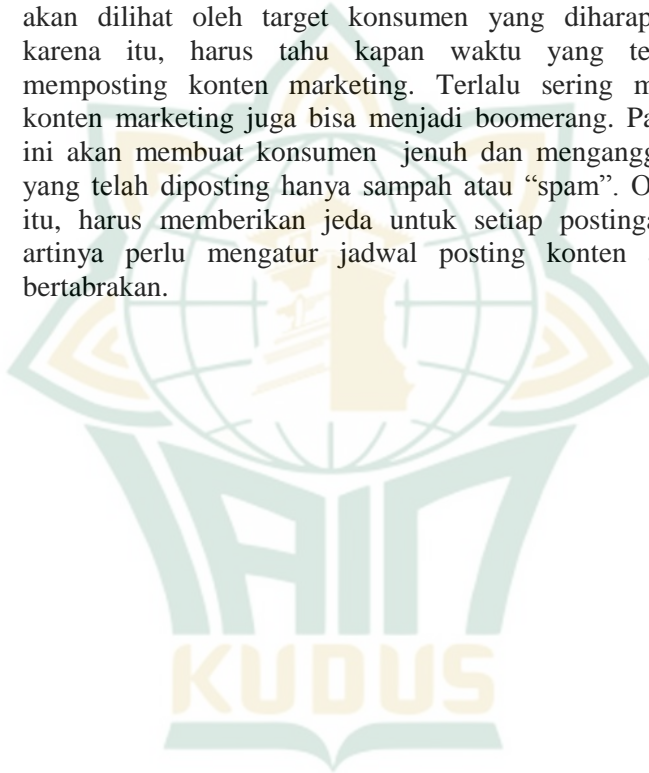 akan dilihat oleh target konsumen yang diharap
karena itu, harus tahu kapan waktu yang te
memposting konten marketing. Terlalu sering m
konten marketing juga bisa menjadi boomerang. Pa
ini akan membuat konsumen jenuh dan mengangg
yang telah diposting hanya sampah atau “spam”. O
itu, harus memberikan jeda untuk setiap postinga
artinya perlu mengatur jadwal posting konten
bertabrakan.
IAIN
KUDUS